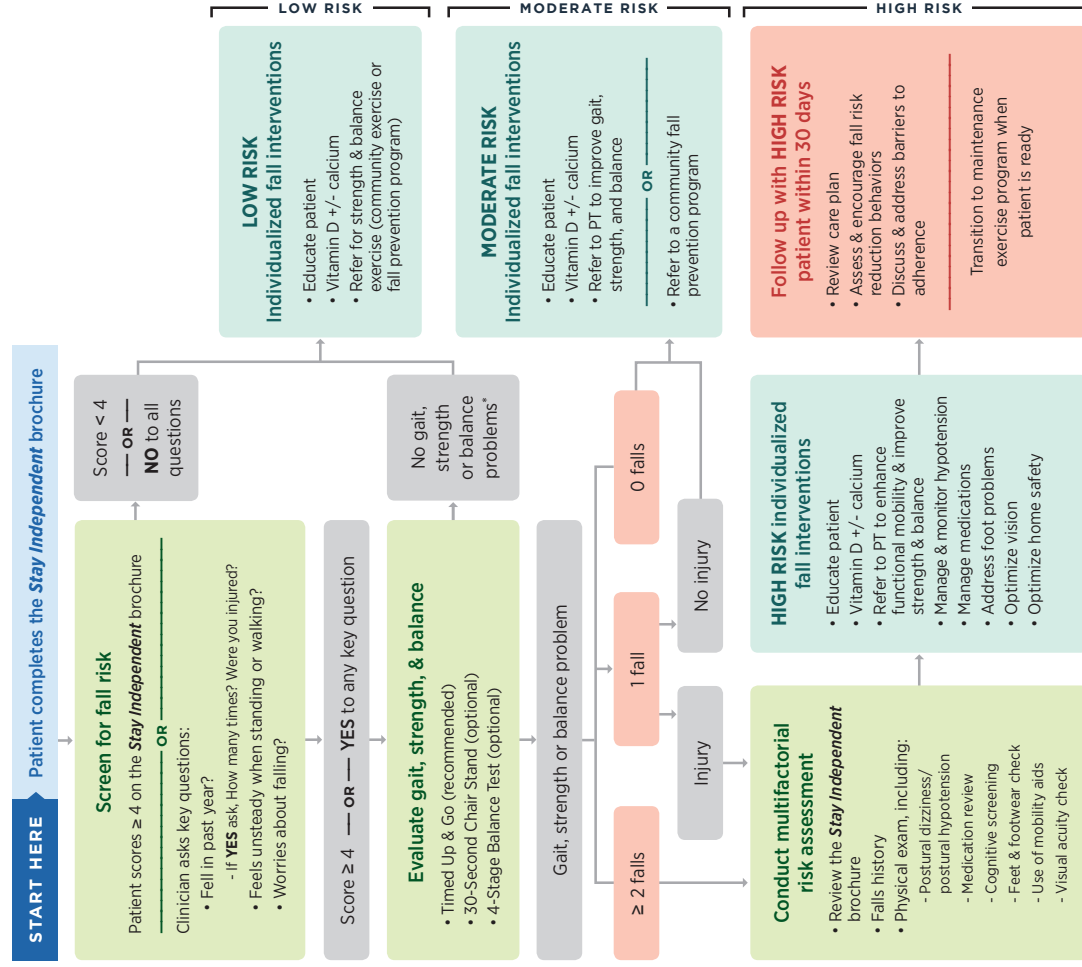 START HERE
Patient completes the Stay Independent brochure
Screen for fall risk
Patient scores ≥ 4 on the Stay Independent brochure
OR
Clinician asks key questions:
• Fell in past year?
- If YES ask, How many times? Were you injured?
• Feels unsteady when standing or walking?
• Worries about falling?
Score < 4
OR
NO to all
questions
Score ≥ 4 — OR — YES to any key question
Evaluate gait, strength, & balance
• Timed Up & Go (recommended)
• 30-Second Chair Stand (optional)
• 4-Stage Balance Test (optional)
No gait,
strength
or balance
problems*
LOW RISK
LOW RISK
Individualized fall interventions
• Educate patient
• Vitamin D +/- calcium
• Refer for strength & balance
exercise (community exercise or
fall prevention program)
Gait, strength or balance problem
≥ 2 falls
1 fall
0 falls
Injury
No injury
MODERATE RISK
MODERATE RISK
Individualized fall interventions
• Educate patient
• Vitamin D +/- calcium
• Refer to PT to improve gait,
strength, and balance
OR
• Refer to a community fall
prevention program
Conduct multifactorial
risk assessment
• Review the Stay Independent
brochure
• Falls history
• Physical exam, including:
- Postural dizziness/
postural hypotension
- Medication review
- Cognitive screening
- Feet & footwear check
- Use of mobility aids
- Visual acuity check
HIGH RISK individualized
fall interventions
• Educate patient
• Vitamin D +/- calcium
• Refer to PT to enhance
functional mobility & improve
strength & balance
• Manage & monitor hypotension
• Manage medications
• Address foot problems
• Optimize vision
• Optimize home safety
HIGH RISK
Follow up with HIGH RISK
patient within 30 days
• Review care plan
• Assess & encourage fall risk
reduction behaviors
• Discuss & address barriers to
adherence
Transition to maintenance
exercise program when
patient is ready